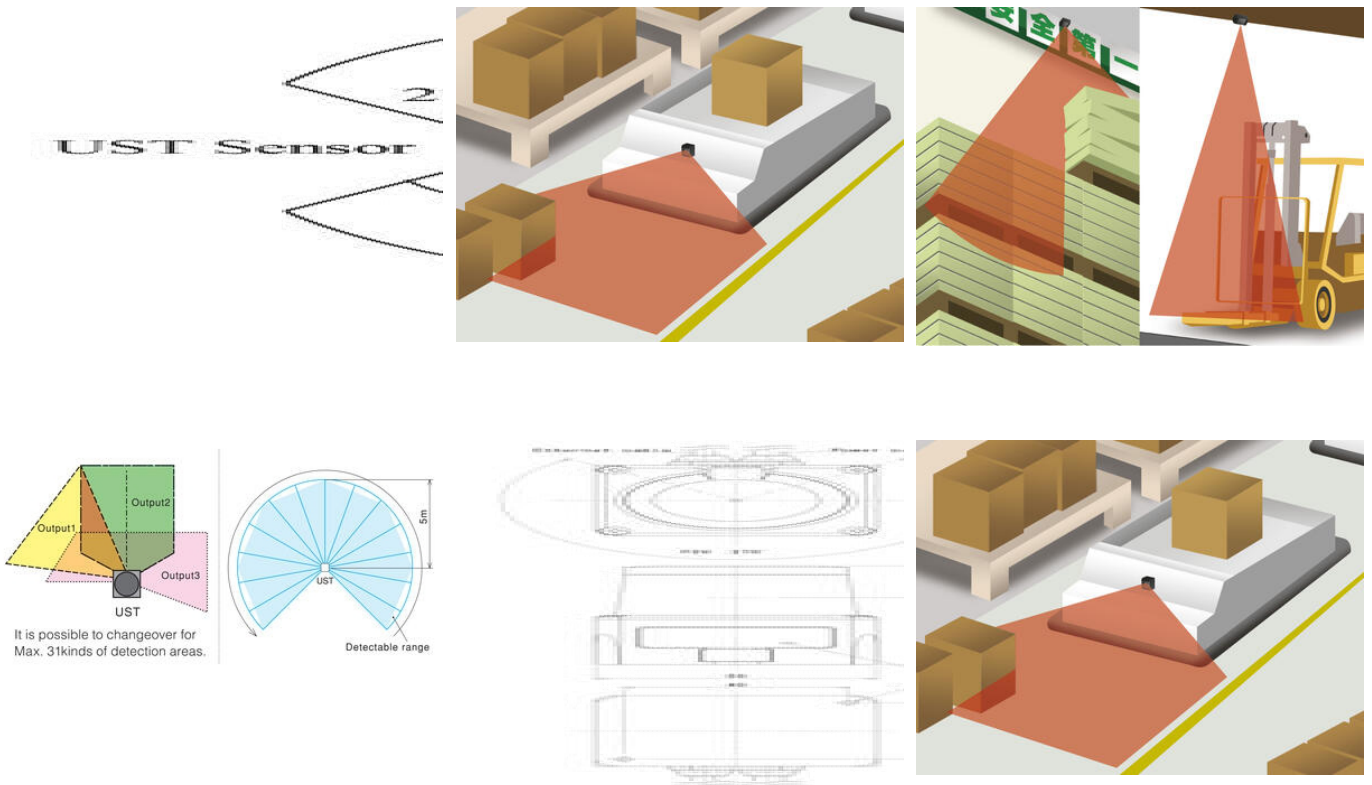 2
UST Sensor
安全第一
Output1
Output2
Output3
UST
It is possible to changeover for
Max. 31kinds of detection areas.
5m
UST
Detectable range